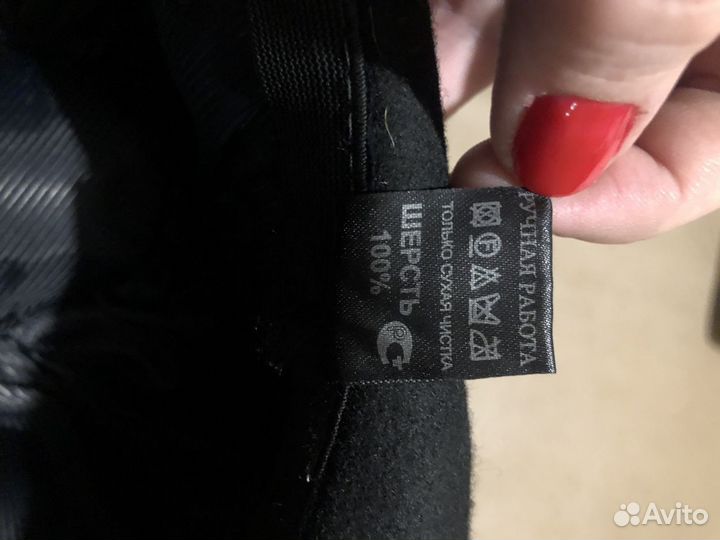 РУЧНАЯ РАБОТА
ТОЛЬКО СУХАЯ ЧИСТКА
ШЕРСТЬ
100%
Avito